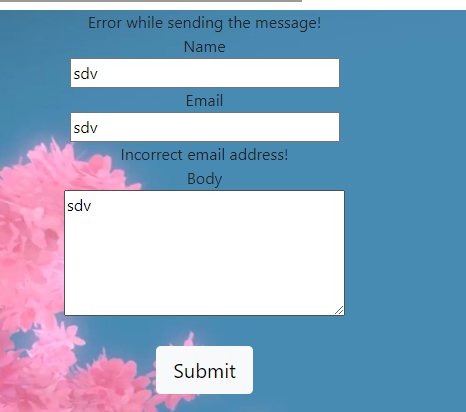 Error while sending the message!
Name
sdv
Email
sdv
Incorrect email address!
Body
sdv
Submit